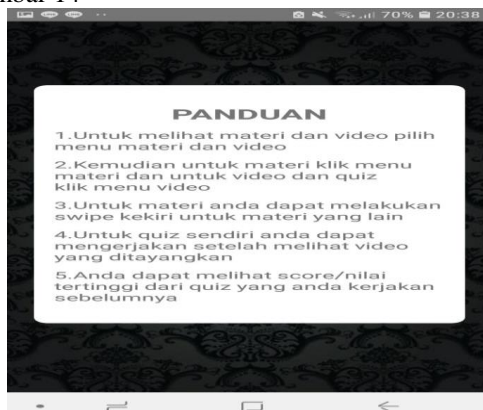 70% 20:38
PANDUAN
1.Untuk melihat materi dan video pilih
menu materi dan video
2.Kemudian untuk materi klik menu
materi dan untuk video dan quiz
klik menu video
3.Untuk materi anda dapat melakukan
swipe kekiri untuk materi yang lain
4.Untuk quiz sendiri anda dapat
mengerjakan setelah melihat video
yang ditayangkan
5.Anda dapat melihat score/nilai
tertinggi dari quiz yang anda kerjakan
sebelumnya